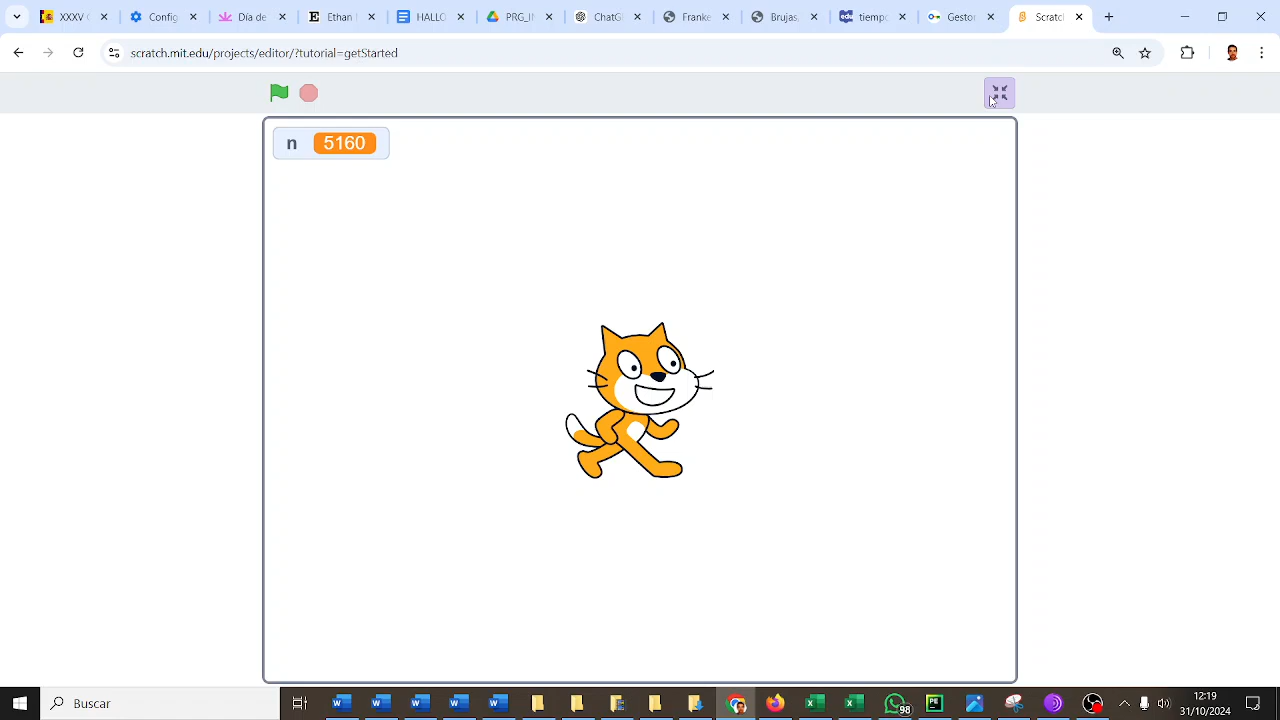 XXXV C
Config
Día de
Ethan f
HALLO
PRG_IN
ChatG
Franke
Brujas
tiempo
Gestor
Scratch
scratch.mit.edu/projects/editor/?tutorial=getStarted
n 5160
Buscar
98
12:19
31/10/2024